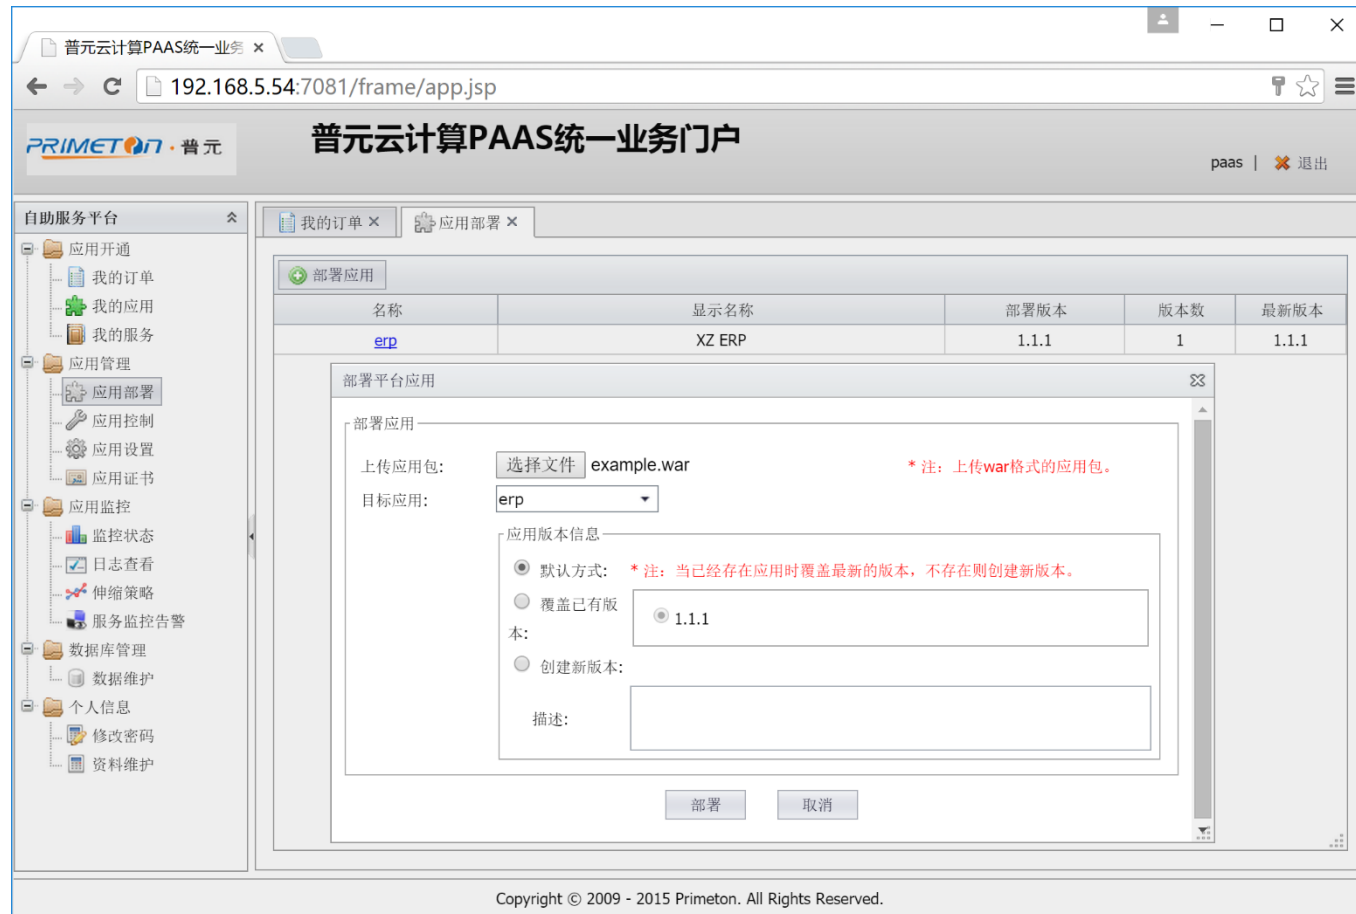 普元云计算PAAS统一业务
192.168.5.54:7081/frame/app.jsp
PRIMETON·普元
普元云计算PAAS统一业务门户
paas | 退出
自助服务平台
应用开通
我的订单
我的应用
我的服务
应用管理
应用部署
应用控制
应用设置
应用证书
应用监控
监控状态
日志查看
伸缩策略
服务监控告警
数据库管理
数据维护
个人信息
修改密码
资料维护
我的订单 应用部署
部署应用
名称 显示名称 部署版本 版本数 最新版本
erp XZ ERP 1.1.1 1 1.1.1
部署平台应用
部署应用
上传应用包: 选择文件 example.war * 注：上传war格式的应用包。
目标应用: erp
应用版本信息
默认方式: * 注：当已经存在应用时覆盖最新的版本，不存在则创建新版本。
覆盖已有版
本:
1.1.1
创建新版本:
描述:
部署 取消
Copyright © 2009 - 2015 Primeton. All Rights Reserved.